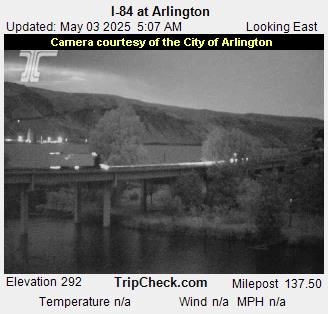 I-84 at Arlington
Updated: May 03 2025 5:07 AM Looking East
Camera courtesy of the City of Arlington
Elevation 292 TripCheck.com Milepost 137.50
Temperature n/a Wind n/a MPH n/a